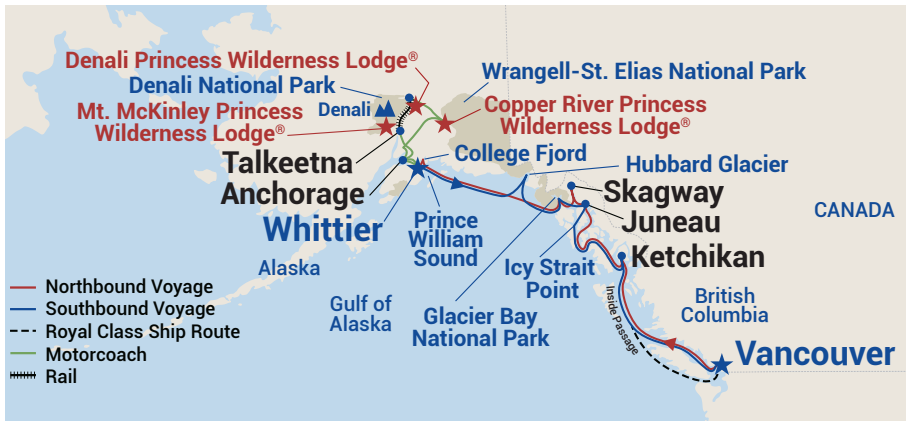 Denali Princess Wilderness Lodge®
Denali National Park
Wrangell-St. Elias National Park
Denali
Mt. McKinley Princess
Wilderness Lodge®
Copper River Princess
Wilderness Lodge®
Talkeetna
Anchorage
College Fjord
Hubbard Glacier
Whittier
Prince
William
Sound
Skagway
Juneau
CANADA
Ketchikan
Alaska
Icy Strait
Point
Gulf of
Alaska
Glacier Bay
National Park
Inside Passage
British
Columbia
Vancouver
Northbound Voyage
Southbound Voyage
Royal Class Ship Route
Motorcoach
Rail